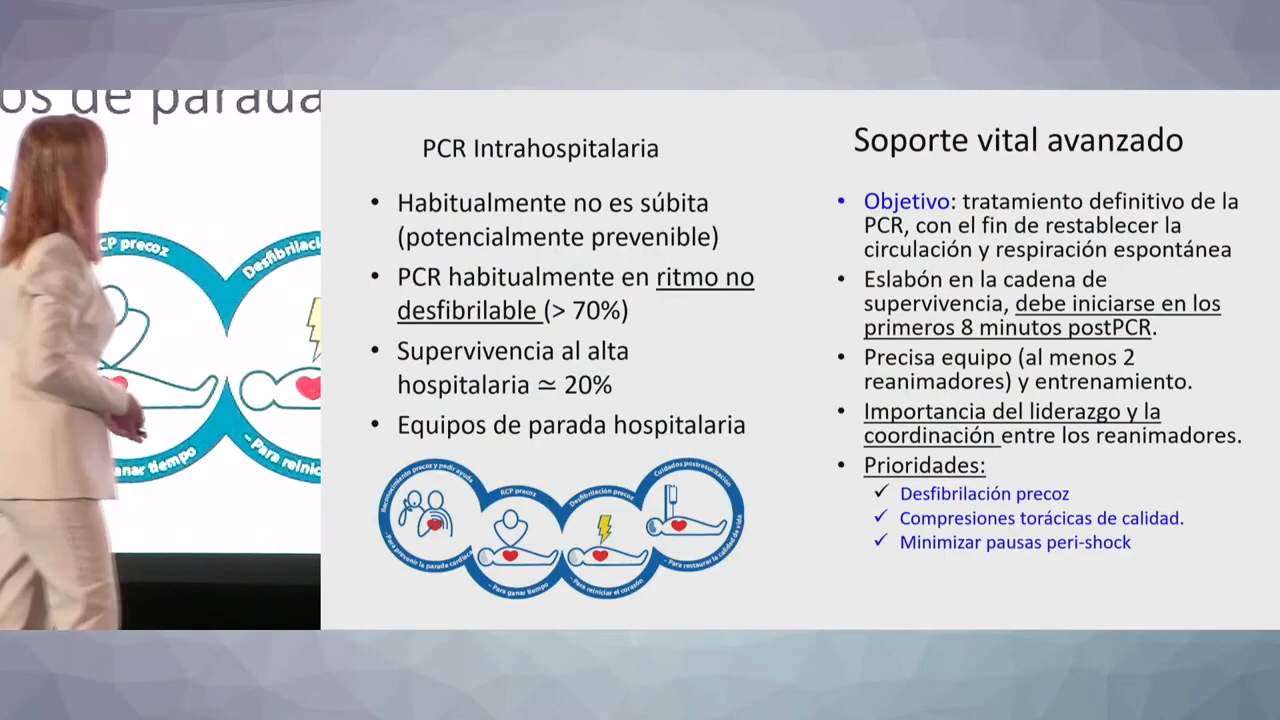 os de parada
CP precoz
Desfibrilaci
anar tiempo
- Para reinic
PCR Intrahospitalaria
• Habitualmente no es súbita
(potencialmente prevenible)
• PCR habitualmente en ritmo no
desfibrilable (> 70%)
• Supervivencia al alta
hospitalaria ≃ 20%
• Equipos de parada hospitalaria
Reconocimiento precoz y pedir ayuda
- Para prevenir la parada cardíaca
RCP precoz
- Para ganar tiempo
Desfibrilación precoz
- Para reiniciar el corazón
Cuidados postresucitación
- Para restaurar la calidad de vida
Soporte vital avanzado
• Objetivo: tratamiento definitivo de la
PCR, con el fin de restablecer la
circulación y respiración espontánea
• Eslabón en la cadena de
supervivencia, debe iniciarse en los
primeros 8 minutos postPCR.
• Precisa equipo (al menos 2
reanimadores) y entrenamiento.
• Importancia del liderazgo y la
coordinación entre los reanimadores.
• Prioridades:
✓ Desfibrilación precoz
✓ Compresiones torácicas de calidad.
✓ Minimizar pausas peri-shock